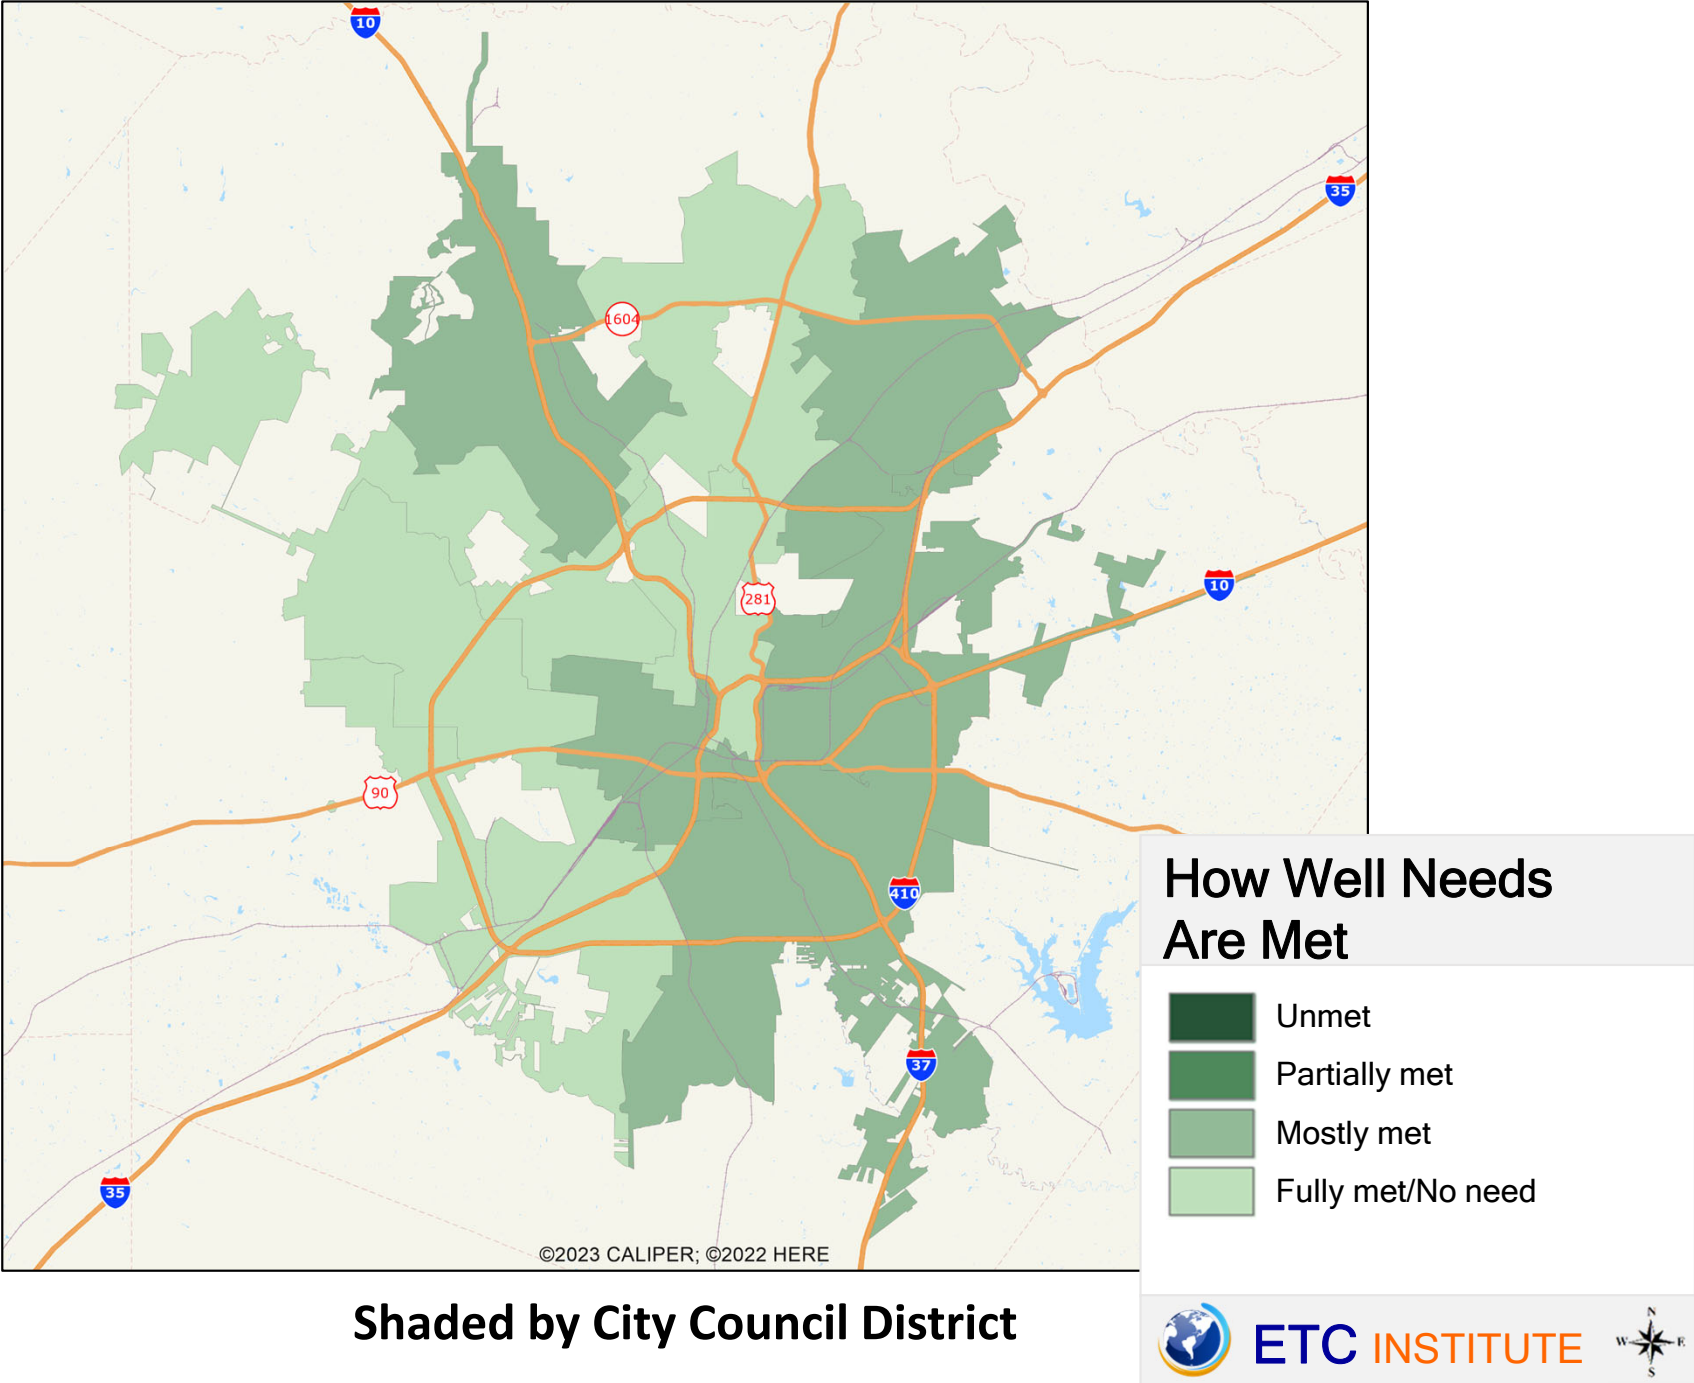 10
35
1604
281
10
90
410
37
35
©2023 CALIPER; ©2022 HERE
Shaded by City Council District
How Well Needs
Are Met
Unmet
Partially met
Mostly met
Fully met/No need
ETC INSTITUTE
N
W E
S